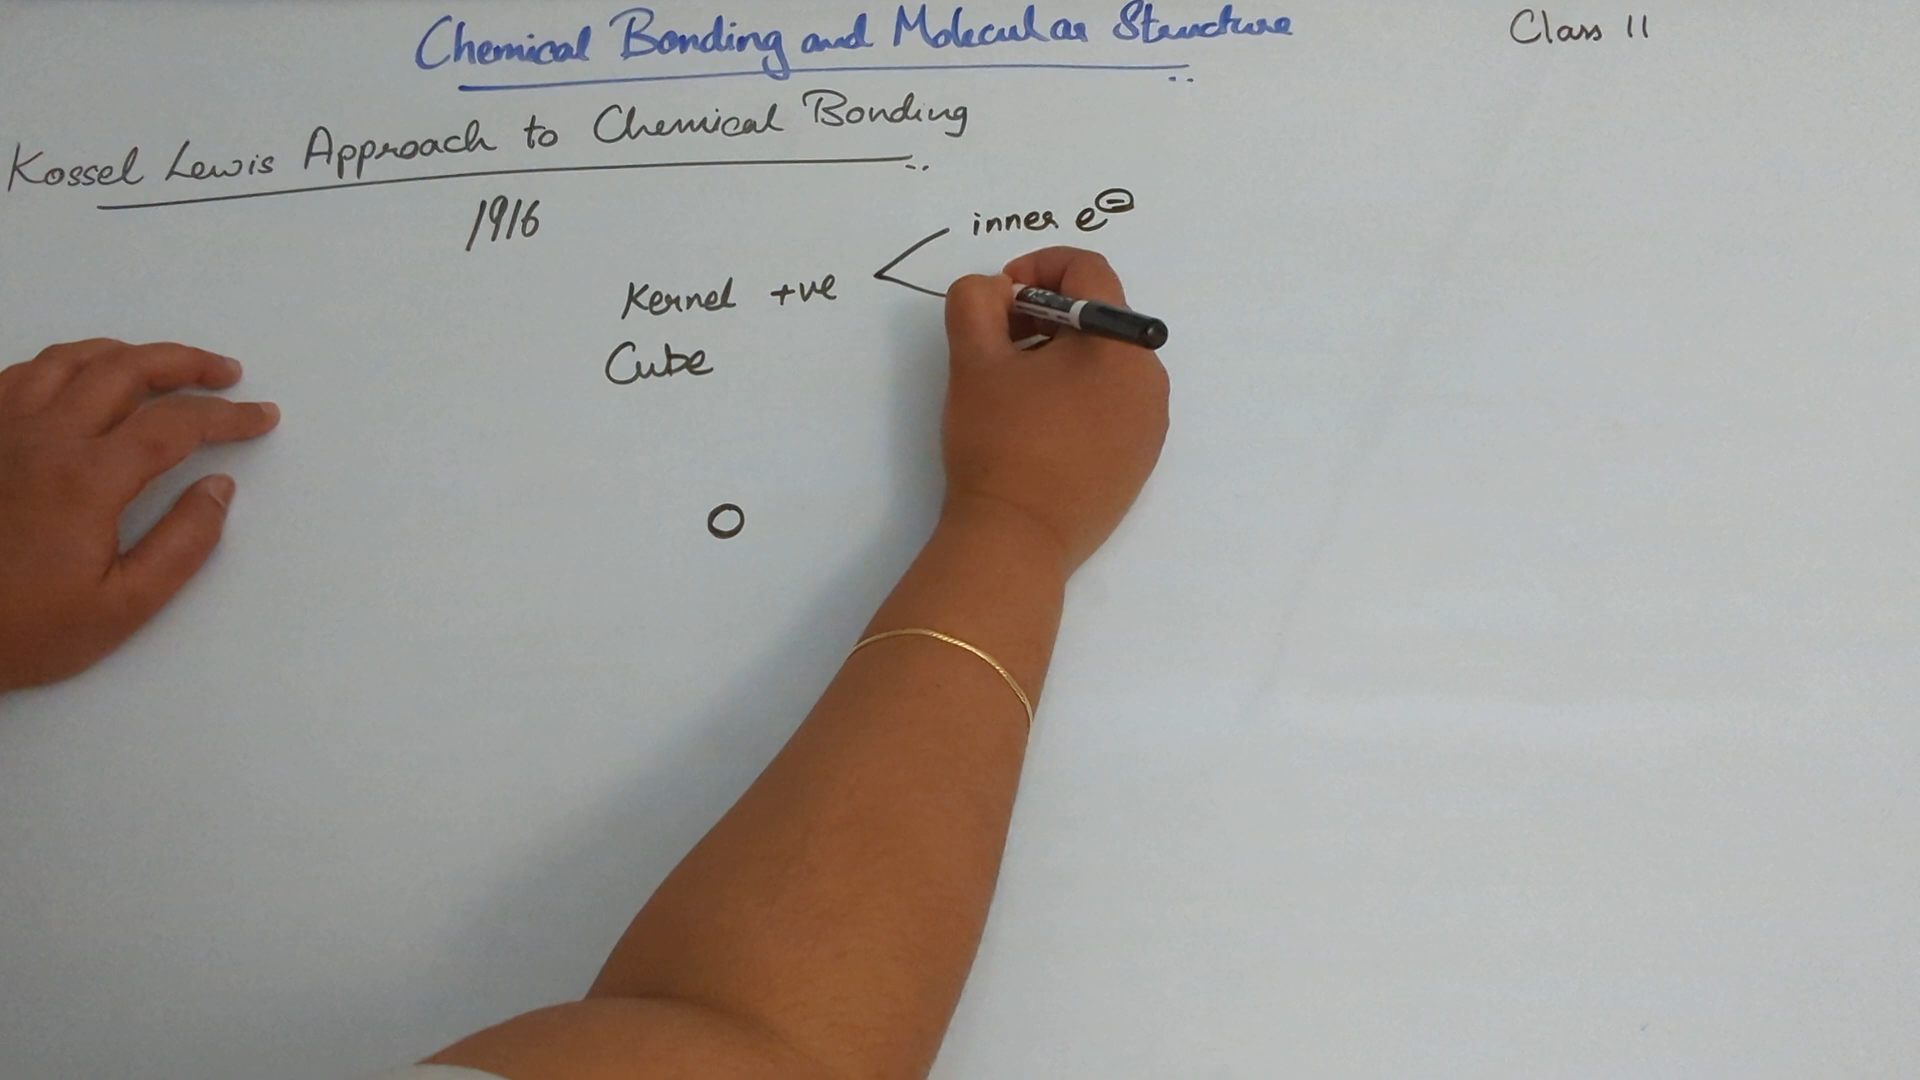 Chemical Bonding and Molecular Structure
Class 11
Kossel Lewis Approach to Chemical Bonding
1916
inner e⊖
Kernel +ve
Cube